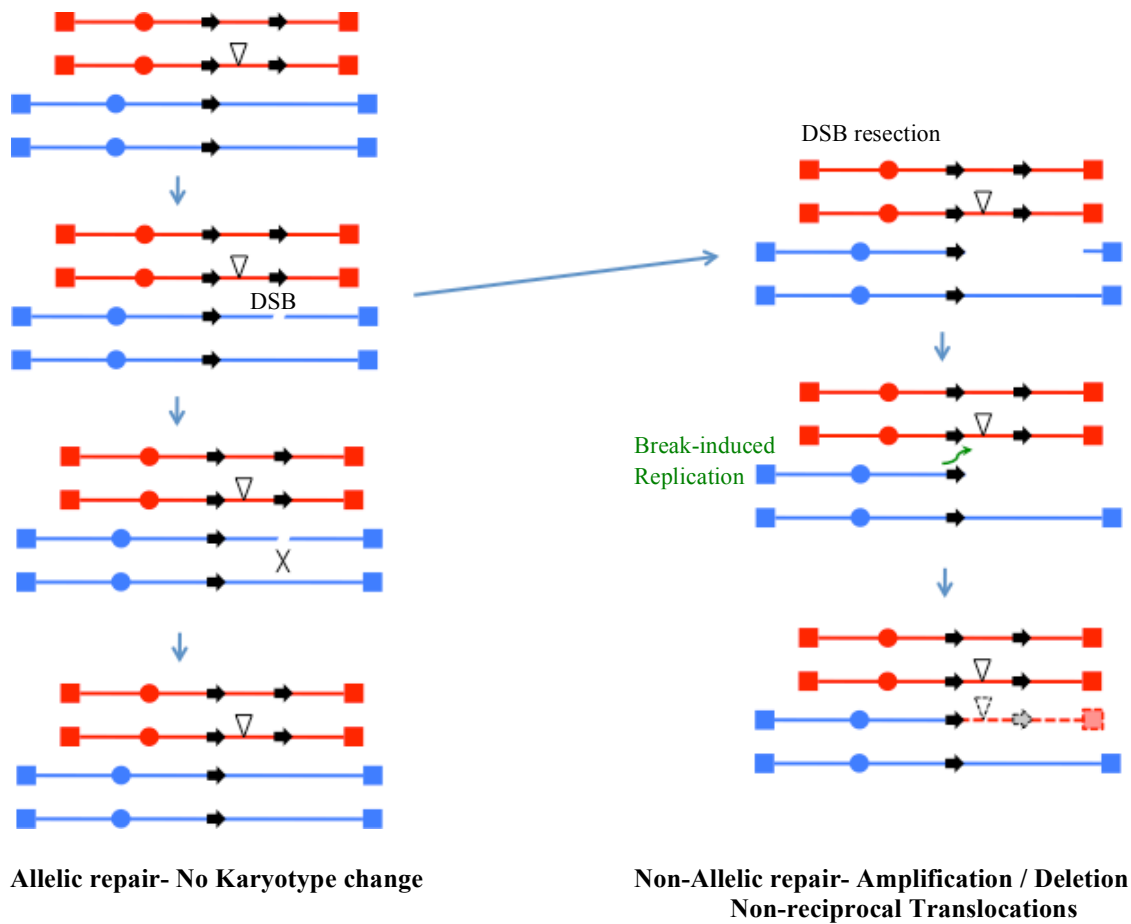 DSB
X
Allelic repair- No Karyotype change
DSB resection
Break-induced
Replication
Non-Allelic repair- Amplification / Deletion
Non-reciprocal Translocations